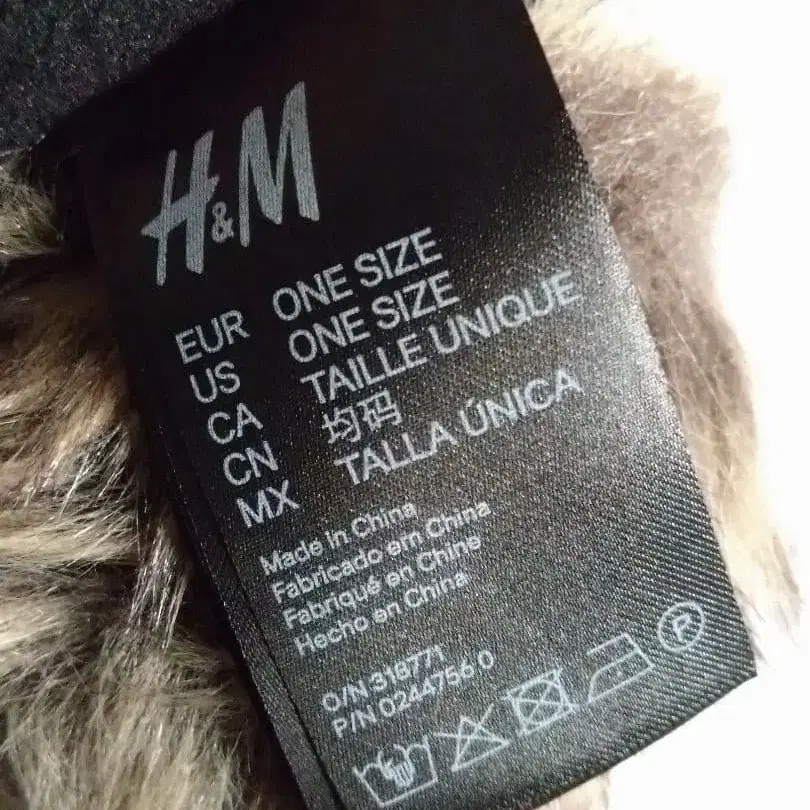 H&M
EUR ONE SIZE
US ONE SIZE
CA TAILLE UNIQUE
CN 均码
MX TALLA ÚNICA
Made in China
Fabricado em China
Fabriqué en Chine
Hecho en China
O/N 318771
P/N 0244756 0
P